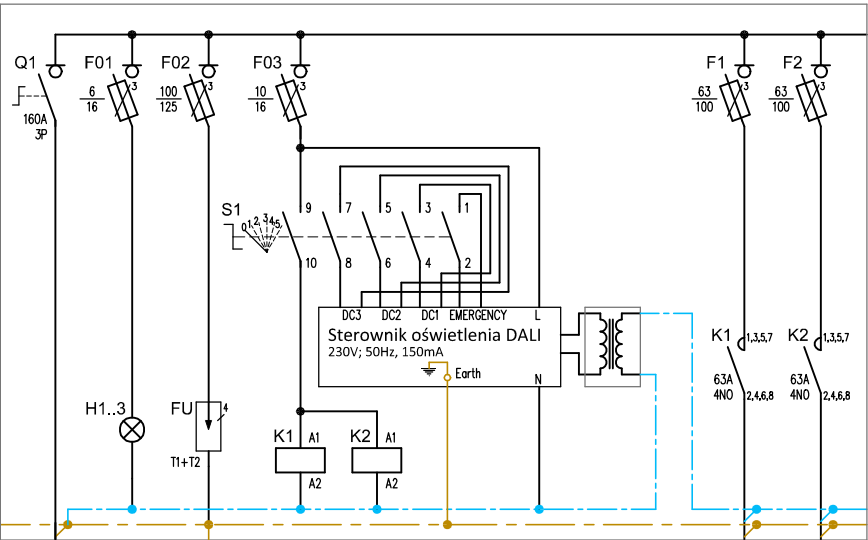 Q1
160A
3P
F01
3
6
16
F02
3
100
125
F03
3
10
16
F1
3
63
100
F2
3
63
100
S1
0 1 2 3 4 5
9
7
5
3
1
10
8
6
4
2
DC3 DC2 DC1 EMERGENCY L
Sterownik oświetlenia DALI
230V; 50Hz, 150mA
Earth
N
K1
1,3,5,7
63A
4NO
2,4,6,8
K2
1,3,5,7
63A
4NO
2,4,6,8
H1..3
FU
4
T1+T2
K1
A1
A2
K2
A1
A2